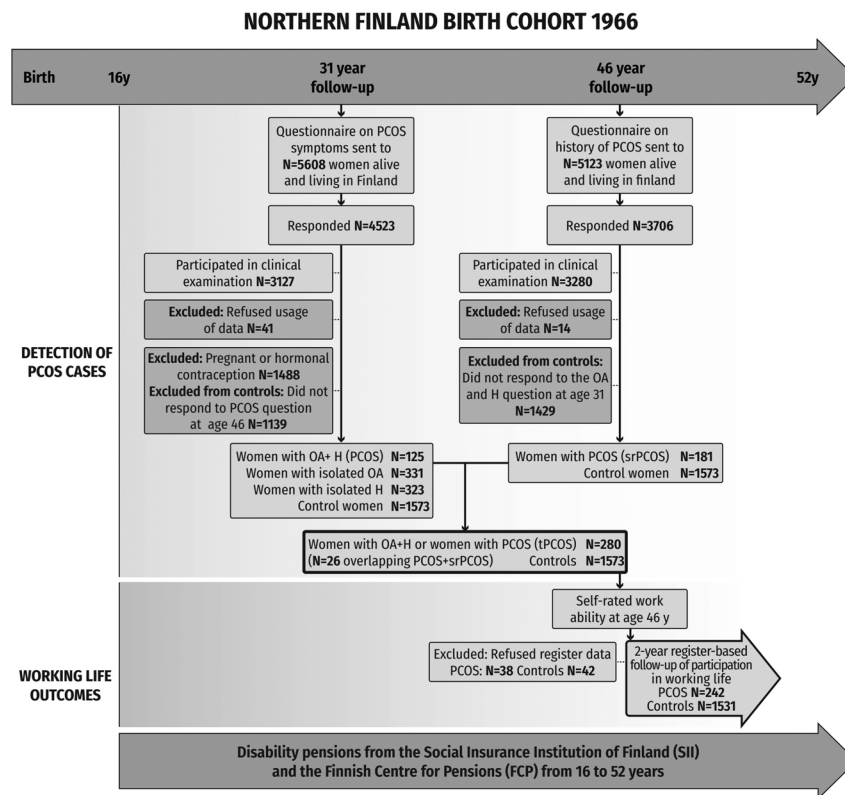 NORTHERN FINLAND BIRTH COHORT 1966
Birth
16y
31 year
follow-up
46 year
follow-up
52y
Questionnaire on PCOS
symptoms sent to
N=5608 women alive
and living in Finland
Questionnaire on
history of PCOS sent to
N=5123 women alive
and living in finland
Responded N=4523
Responded N=3706
Participated in clinical
examination N=3127
Participated in clinical
examination N=3280
Excluded: Refused usage
of data N=41
Excluded: Refused usage
of data N=14
DETECTION OF
PCOS CASES
Excluded: Pregnant or hormonal
contraception N=1488
Excluded from controls: Did not
respond to PCOS question
at age 46 N=1139
Excluded from controls:
Did not respond to the OA
and H question at age 31
N=1429
Women with OA+ H (PCOS) N=125
Women with isolated OA N=331
Women with isolated H N=323
Control women N=1573
Women with PCOS (srPCOS) N=181
Control women N=1573
Women with OA+H or women with PCOS (tPCOS) N=280
(N=26 overlapping PCOS+srPCOS) Controls N=1573
Self-rated work
ability at age 46 y
WORKING LIFE
OUTCOMES
Excluded: Refused register data
PCOS: N=38 Controls N=42
2-year register-based
follow-up of participation
in working life
PCOS N=242
Controls N=1531
Disability pensions from the Social Insurance Institution of Finland (SII)
and the Finnish Centre for Pensions (FCP) from 16 to 52 years